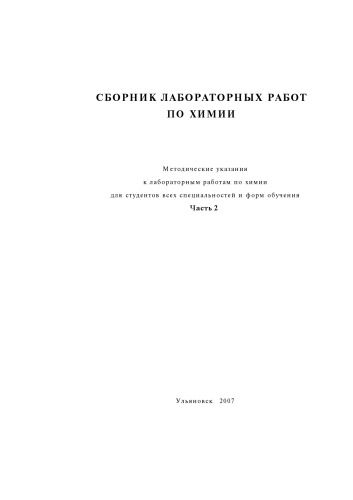 СБОРНИК ЛАБОРАТОРНЫХ РАБОТ
ПО ХИМИИ
Методические указания
к лабораторным работам по химии
для студентов всех специальностей и форм обучения
Часть 2
Ульяновск 2007